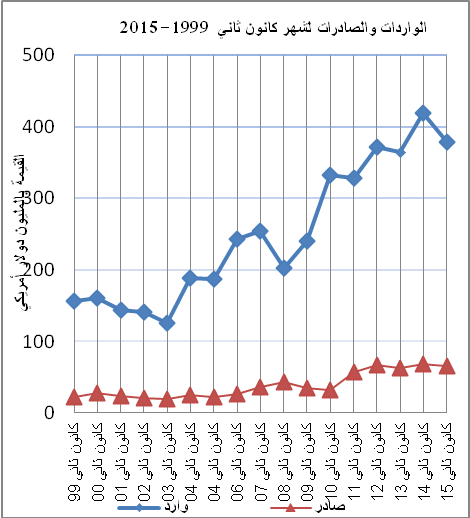 الواردات والصادرات لشهر كانون ثاني 1999-2015
500
400
300
200
100
0
القيمة بالمليون دولار أمريكي
كانون ثاني 99
كانون ثاني 00
كانون ثاني 01
كانون ثاني 02
كانون ثاني 03
كانون ثاني 04
كانون ثاني 04
كانون ثاني 06
كانون ثاني 07
كانون ثاني 08
كانون ثاني 09
كانون ثاني 10
كانون ثاني 11
كانون ثاني 12
كانون ثاني 13
كانون ثاني 14
كانون ثاني 15
صادر وارد